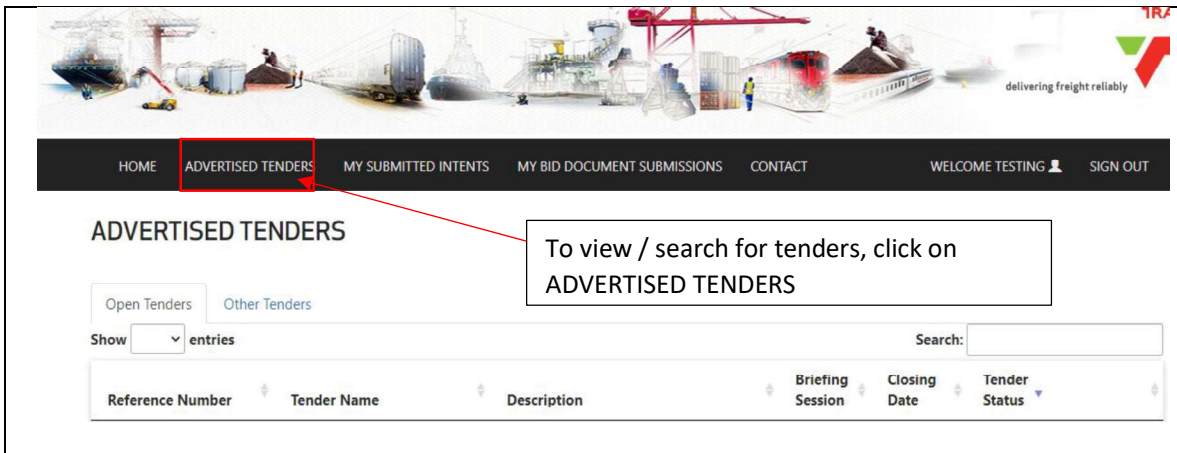 TRA
delivering freight reliably
HOME ADVERTISED TENDERS MY SUBMITTED INTENTS MY BID DOCUMENT SUBMISSIONS CONTACT WELCOME TESTING SIGN OUT
ADVERTISED TENDERS
To view / search for tenders, click on
ADVERTISED TENDERS
Open Tenders Other Tenders
Show entries Search:
Reference Number Tender Name Description Briefing Session Closing Date Tender Status